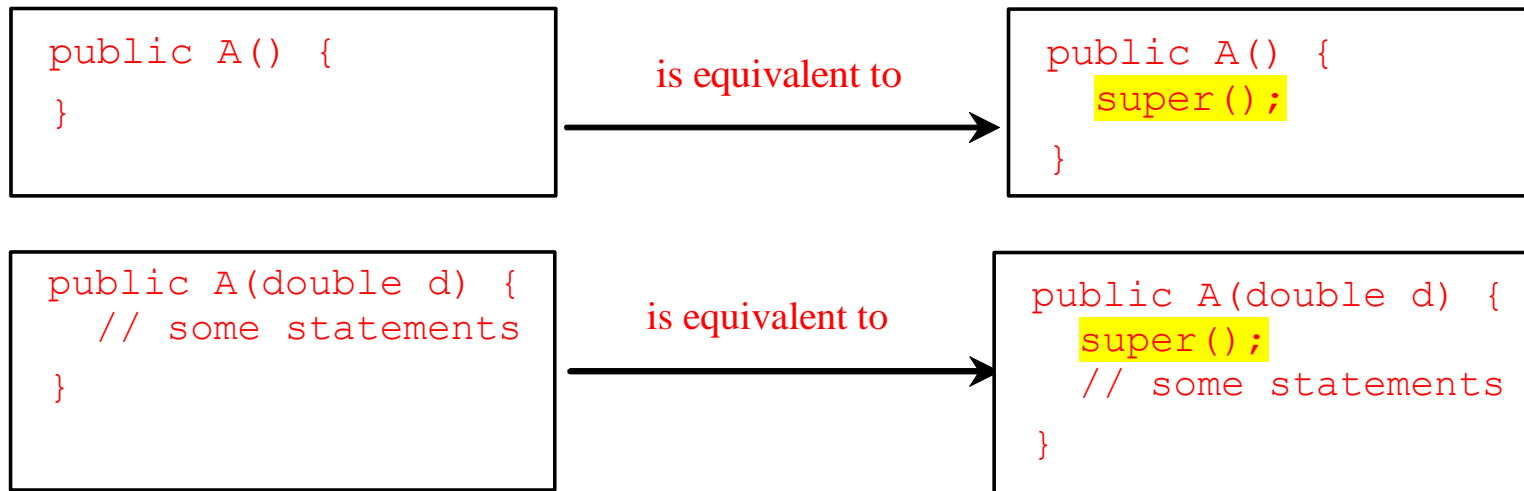 public A() {
}
is equivalent to
public A() {
super();
}
public A(double d) {
// some statements
}
is equivalent to
public A(double d) {
super();
// some statements
}